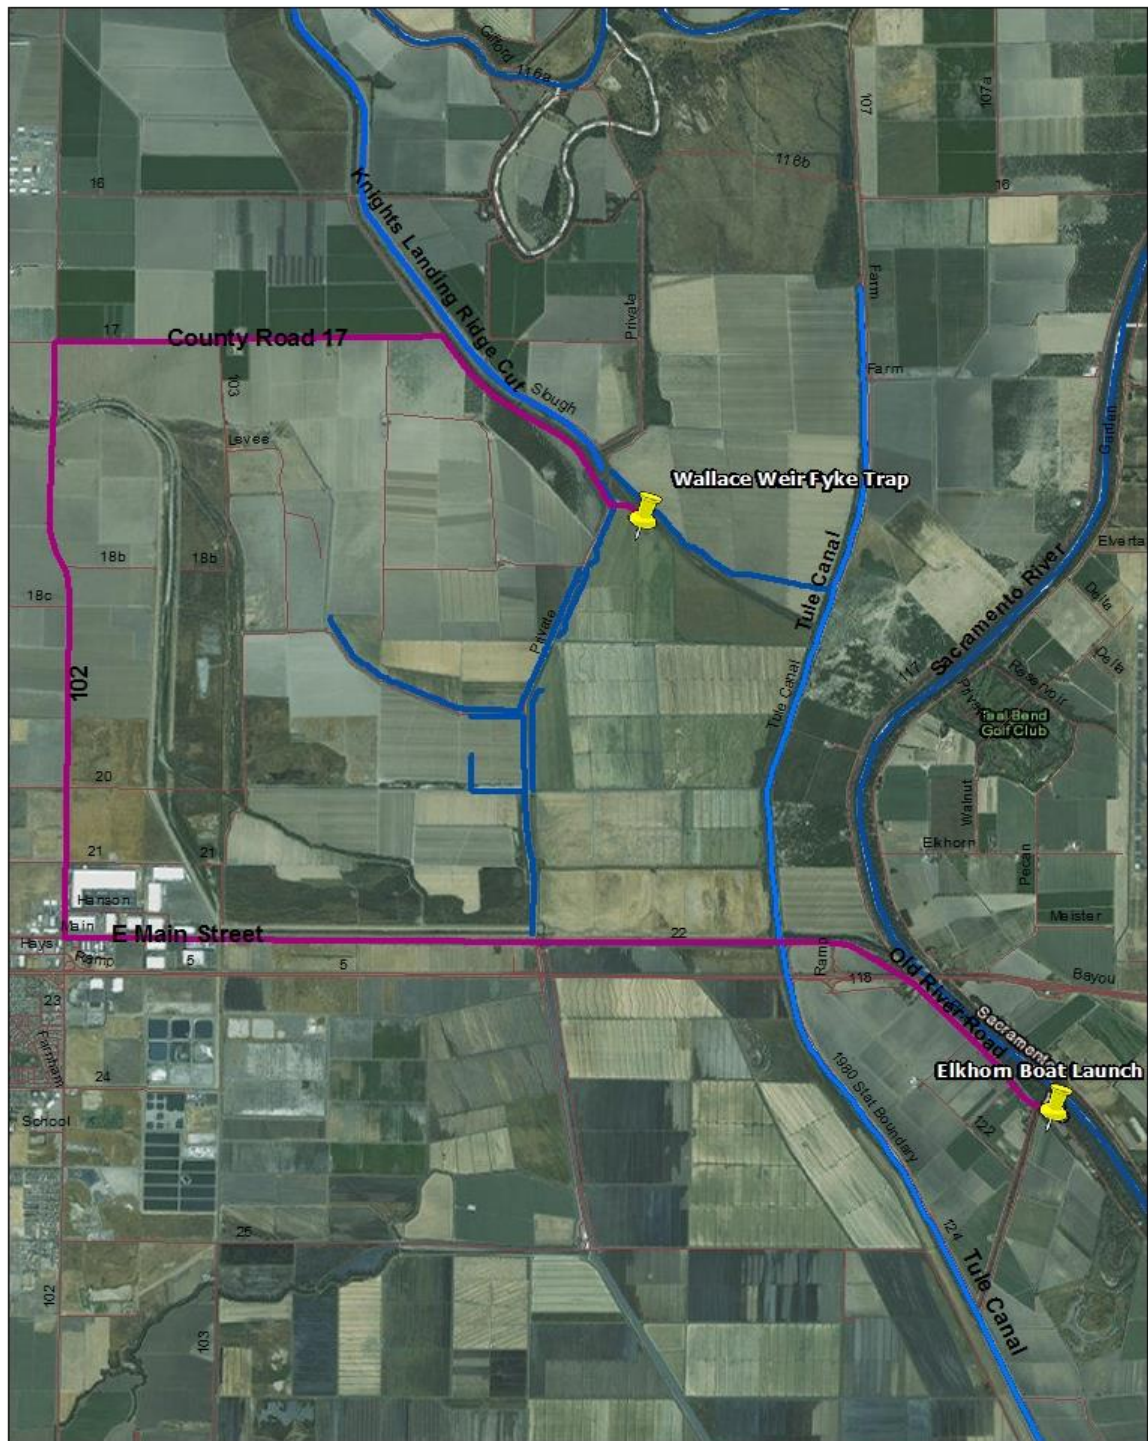 Gifford 116a
107
107a
116b
16
16
Knights Landing Ridge Cut
Farm
Private
17
County Road 17
Farm
103
Slough
Garden
Levee
Wallace Weir Fyke Trap
Tule Canal
Elverta
18b
18b
Sacramento River
Delta
18c
Private
117
Delta
Reservoir
102
Tule Canal
Private
Teal Bend
Golf Club
20
Walnut
21
21
Elkhorn
Pecan
Hanson
Main
E Main Street
22
Meister
Hays
Ramp
5
5
Ramp
118
Old River Road
Bayou
23
Sacramento
Farnham
24
Elkhorn Boat Launch
School
1980 Stat Boundary
122
25
124
Tule Canal
102
103